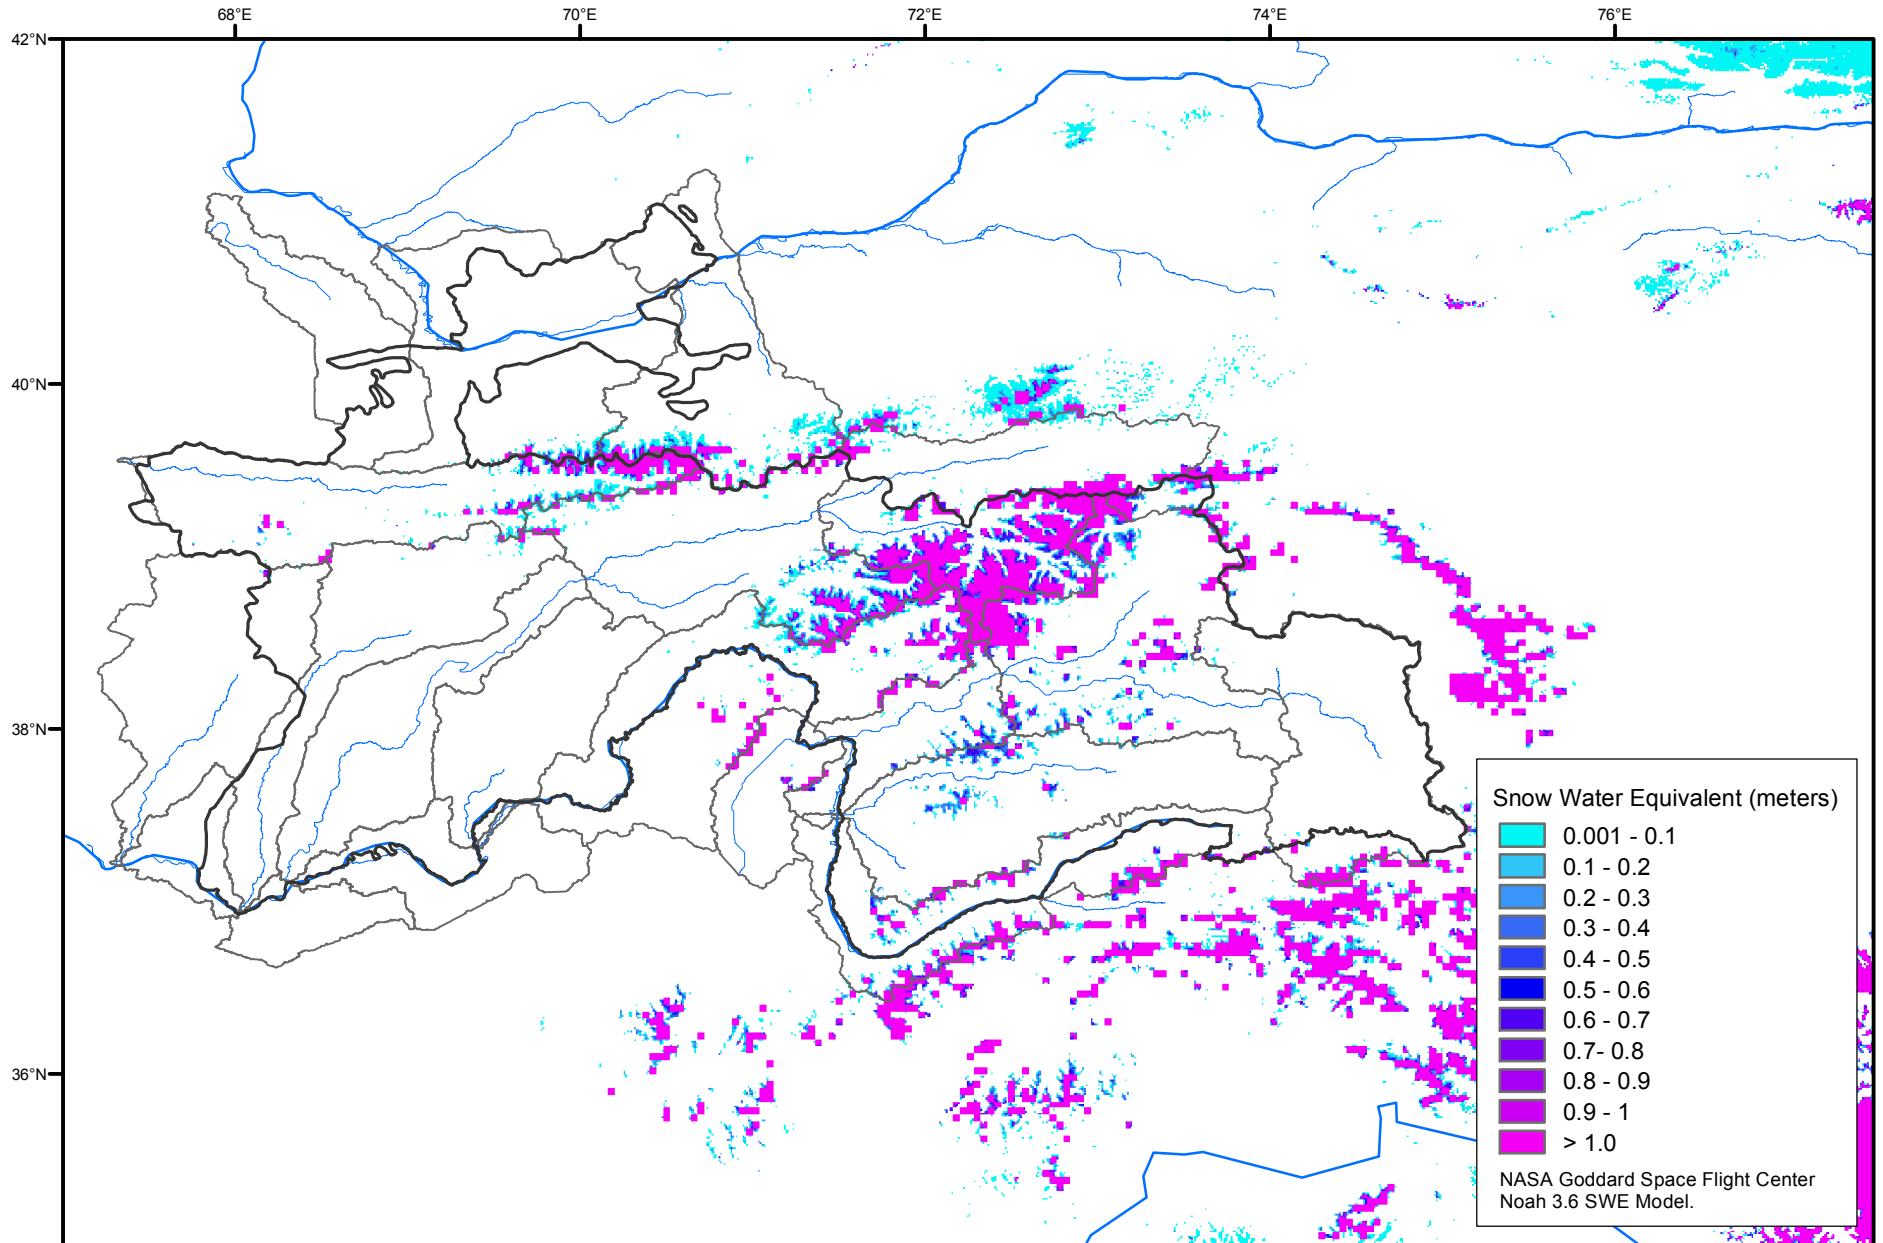 68°E 70°E 72°E 74°E 76°E
42°N
40°N
38°N
36°N
Snow Water Equivalent (meters)
0.001 - 0.1
0.1 - 0.2
0.2 - 0.3
0.3 - 0.4
0.4 - 0.5
0.5 - 0.6
0.6 - 0.7
0.7- 0.8
0.8 - 0.9
0.9 - 1
> 1.0
NASA Goddard Space Flight Center
Noah 3.6 SWE Model.